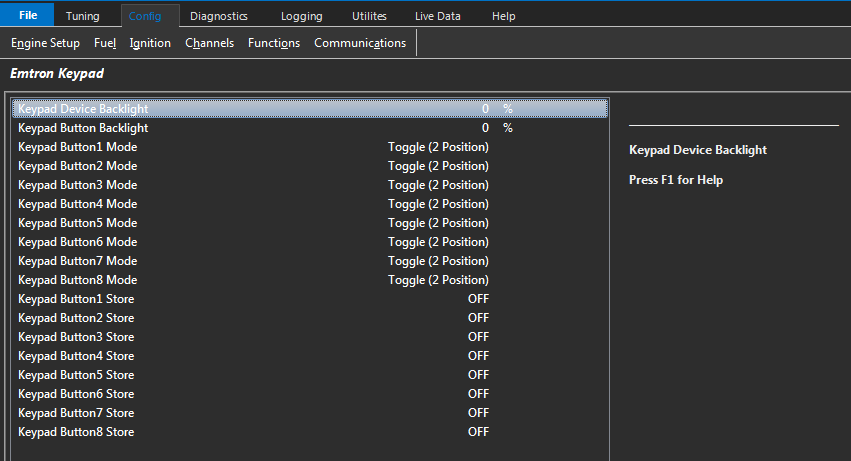 File Tuning Config Diagnostics Logging Utilites Live Data Help
Engine Setup Fuel Ignition Channels Functions Communications
Emtron Keypad
Keypad Device Backlight 0 %
Keypad Button Backlight 0 %
Keypad Button1 Mode Toggle (2 Position)
Keypad Button2 Mode Toggle (2 Position)
Keypad Button3 Mode Toggle (2 Position)
Keypad Button4 Mode Toggle (2 Position)
Keypad Button5 Mode Toggle (2 Position)
Keypad Button6 Mode Toggle (2 Position)
Keypad Button7 Mode Toggle (2 Position)
Keypad Button8 Mode Toggle (2 Position)
Keypad Button1 Store OFF
Keypad Button2 Store OFF
Keypad Button3 Store OFF
Keypad Button4 Store OFF
Keypad Button5 Store OFF
Keypad Button6 Store OFF
Keypad Button7 Store OFF
Keypad Button8 Store OFF
Keypad Device Backlight
Press F1 for Help